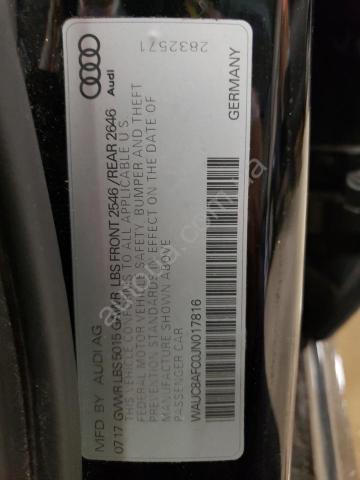 Audi
MFD BY AUDI AG
0717 GVWR LBS 5015 GAWR LBS FRONT 2546 / REAR 2646
THIS VEHICLE CONFORMS TO ALL APPLICABLE U S
FEDERAL MOTOR VEHICLE SAFETY, BUMPER AND THEFT
PREVENTION STANDARDS IN EFFECT ON THE DATE OF
MANUFACTURE SHOWN ABOVE.
PASSENGER CAR
WAUC8AFC0JN017816
GERMANY
2832571